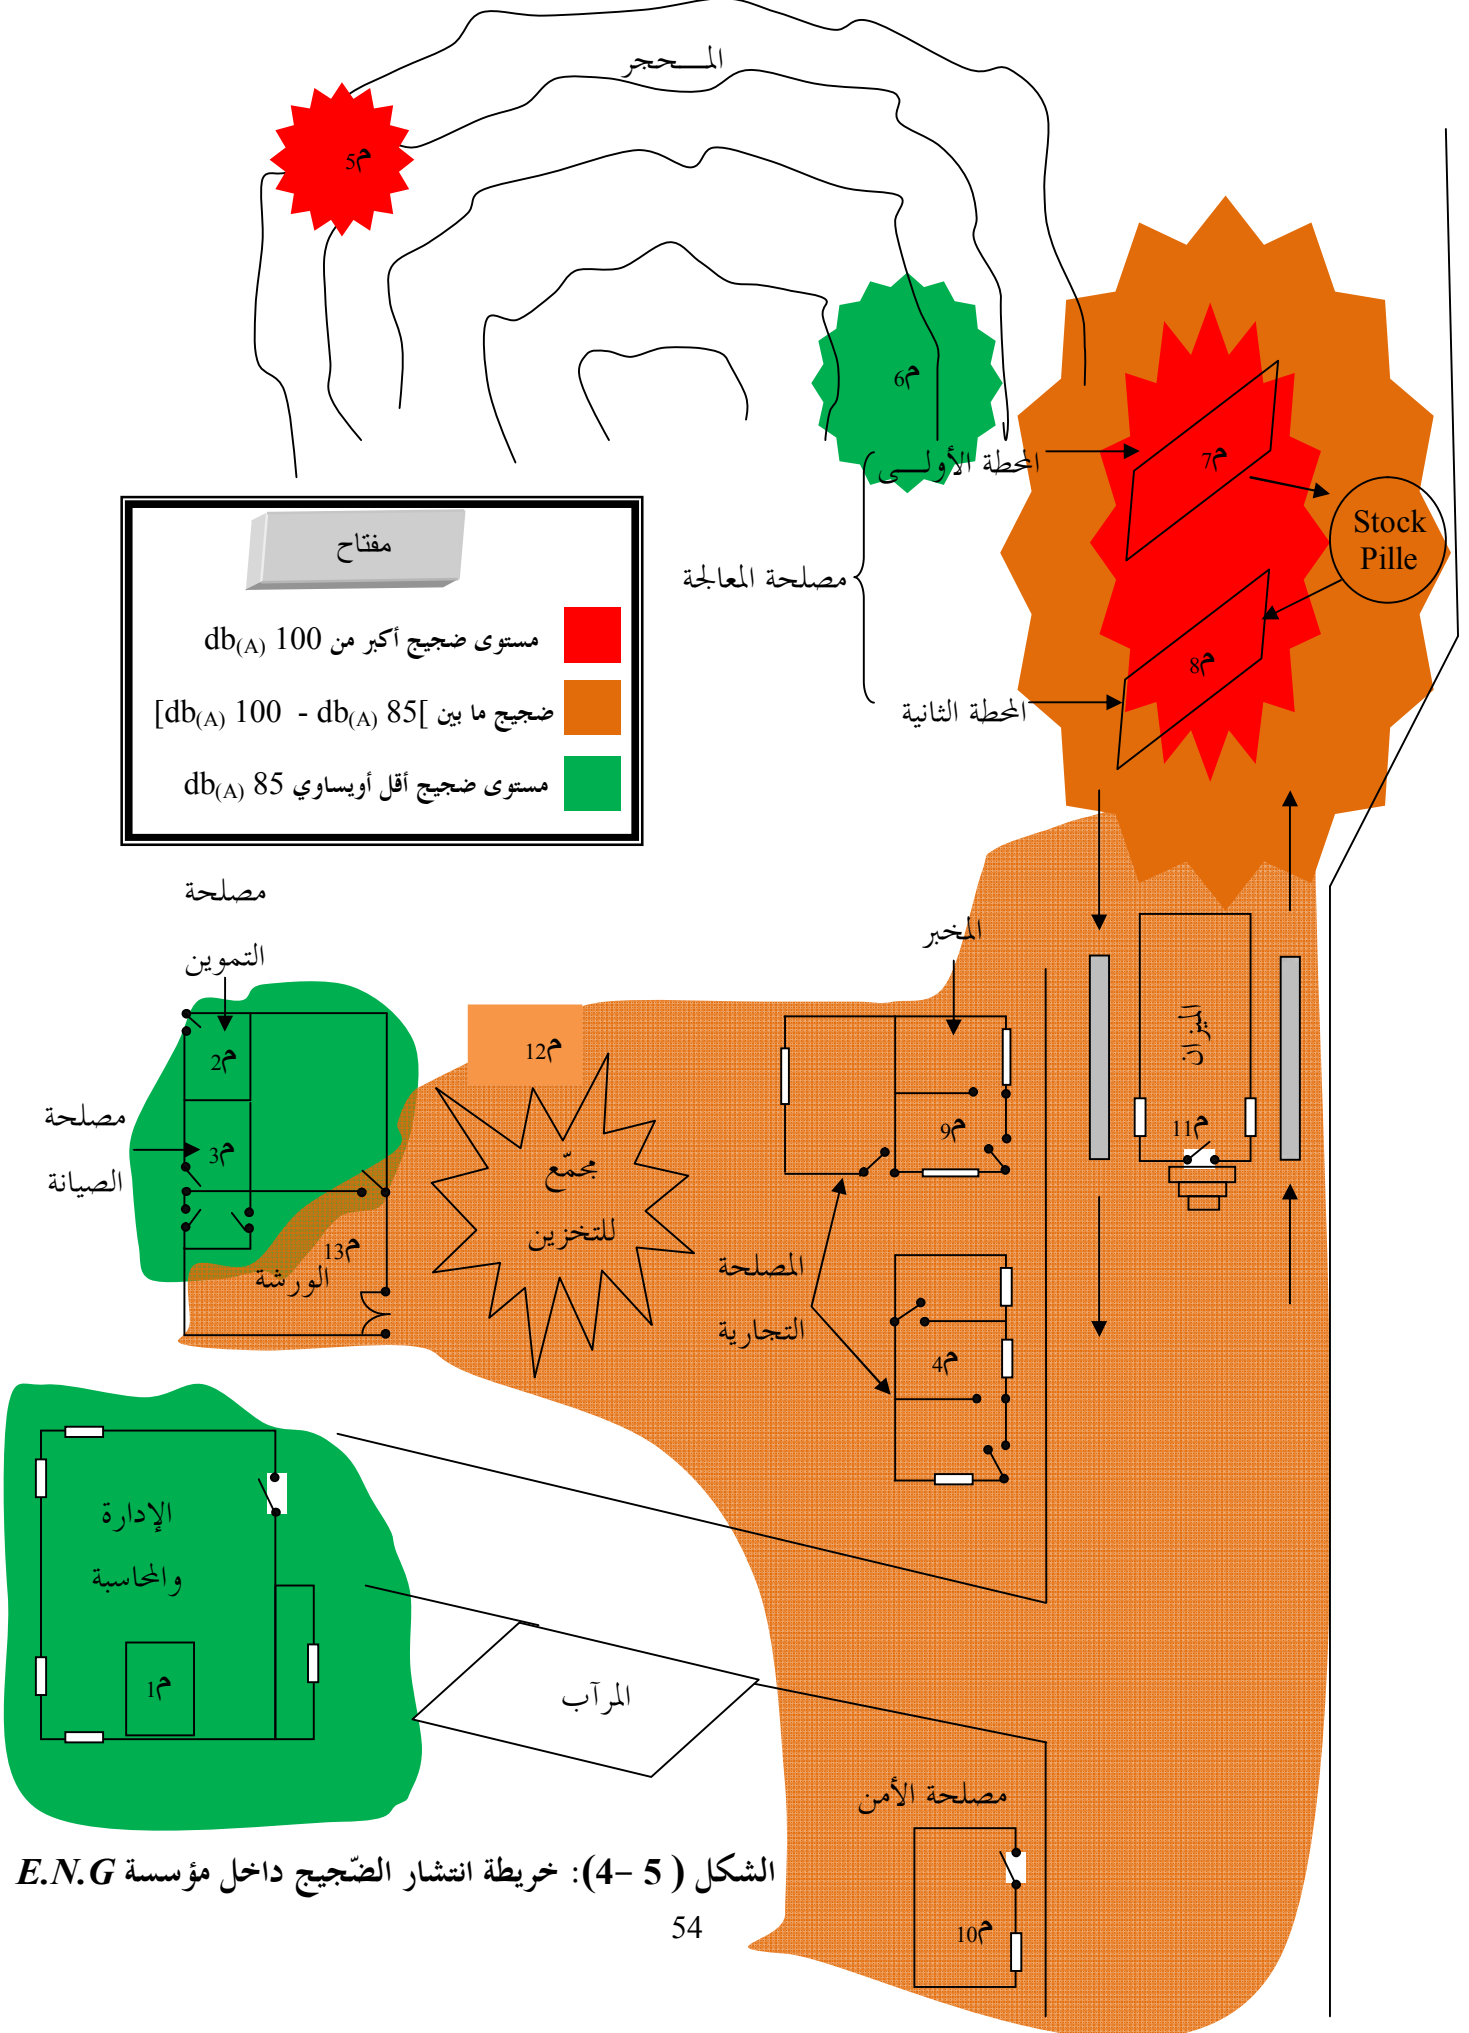 المـــحجر
م5
م6
م7
المحطة الأولـــى
Stock
Pille
مفتاح
مصلحة المعالجة
مستوى ضجيج أكبر من 100 db(A)
م8
ضجيج ما بين ]85 db(A) - 100 db(A)]
المحطة الثانية
مستوى ضجيج أقل أويساوي 85 db(A)
مصلحة
التموين
المخبر
الميزان
م2
م12
م9
م11
مصلحة
الصيانة
م3
مجمّع
للتخزين
م13
الورشة
المصلحة
التجارية
م4
الإدارة
والمحاسبة
م1
المرآب
مصلحة الأمن
م10
الشكل ( 5 –4): خريطة انتشار الضّجيج داخل مؤسسة E.N.G
54